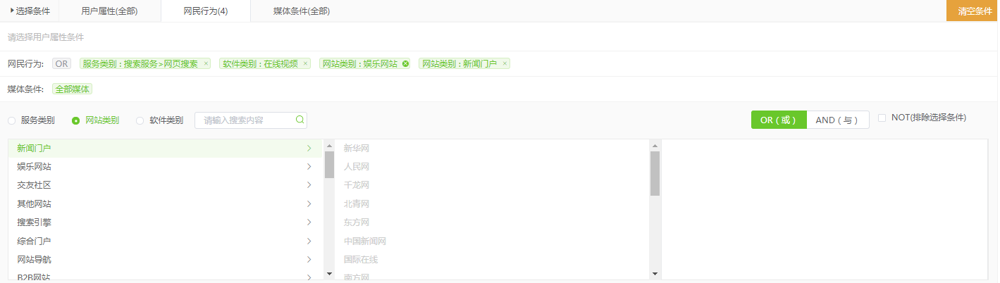 选择条件 用户属性(全部) 网民行为(4) 媒体条件(全部) 清空条件
请选择用户属性条件
网民行为: OR 服务类别 : 搜索服务>网页搜索 × 软件类别 : 在线视频 × 网站类别 : 娱乐网站 × 网站类别 : 新闻门户 ×
媒体条件: 全部媒体
服务类别 网站类别 软件类别 请输入搜索内容 OR ( 或 ) AND ( 与 ) NOT(排除选择条件)
新闻门户 新华网
娱乐网站 人民网
交友社区 千龙网
其他网站 北青网
搜索引擎 东方网
综合门户 中国新闻网
网站导航 国际在线
B2B网站 南方网